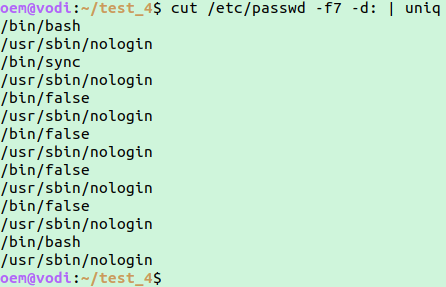 oem@vodi:~/test_4$ cut /etc/passwd -f7 -d: | uniq
/bin/bash
/usr/sbin/nologin
/bin/sync
/usr/sbin/nologin
/bin/false
/usr/sbin/nologin
/bin/false
/usr/sbin/nologin
/bin/false
/usr/sbin/nologin
/bin/false
/usr/sbin/nologin
/bin/bash
/usr/sbin/nologin
oem@vodi:~/test_4$